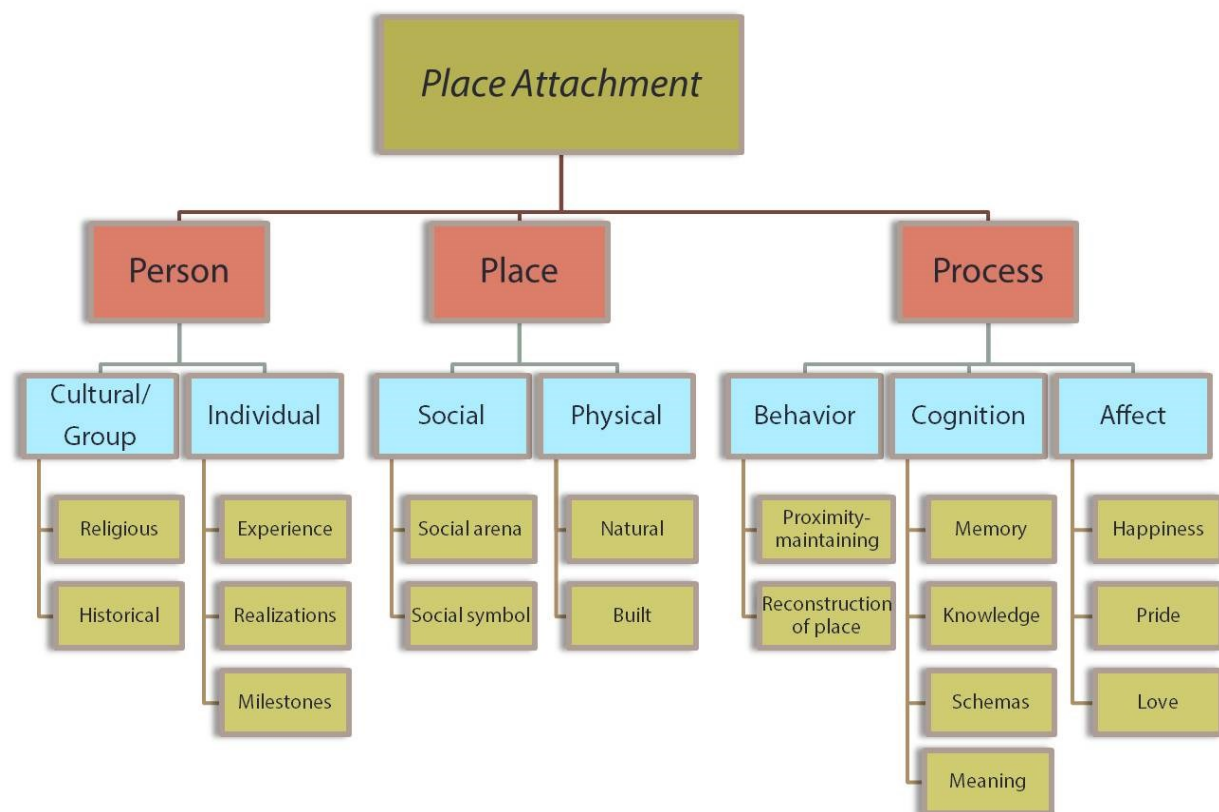 Place Attachment
Person
Place
Process
Cultural/
Group
Individual
Social
Physical
Behavior
Cognition
Affect
Religious
Experience
Social arena
Natural
Proximity-
maintaining
Memory
Happiness
Historical
Realizations
Social symbol
Built
Reconstruction
of place
Knowledge
Pride
Milestones
Schemas
Love
Meaning